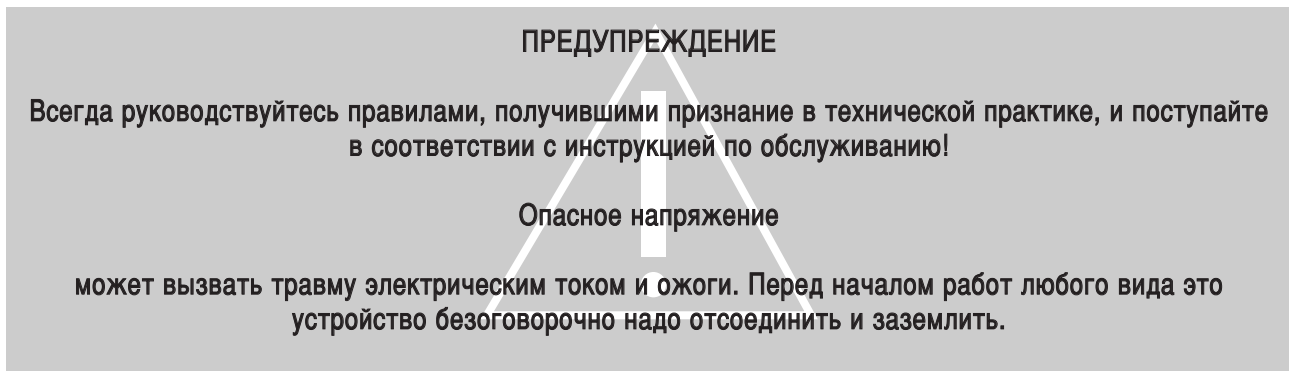 ПРЕДУПРЕЖДЕНИЕ
Всегда руководствуйтесь правилами, получившими признание в технической практике, и поступайте
в соответствии с инструкцией по обслуживанию!
Опасное напряжение
может вызвать травму электрическим током и ожоги. Перед началом работ любого вида это
устройство безоговорочно надо отсоединить и заземлить.